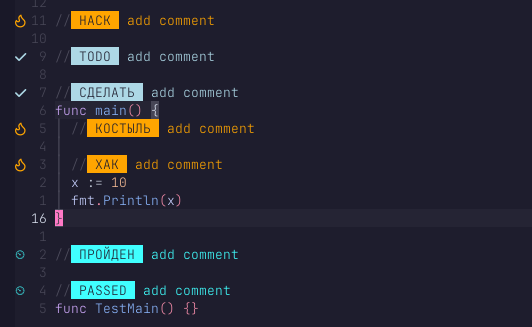 12
11 // HACK add comment
10
9 // TODO add comment
8
7 // СДЕЛАТЬ add comment
6 func main() {
5 // КОСТЫЛЬ add comment
4
3 // ХАК add comment
2 x := 10
1 fmt.Println(x)
16 }
1
2 // ПРОЙДЕН add comment
3
4 // PASSED add comment
5 func TestMain() {}